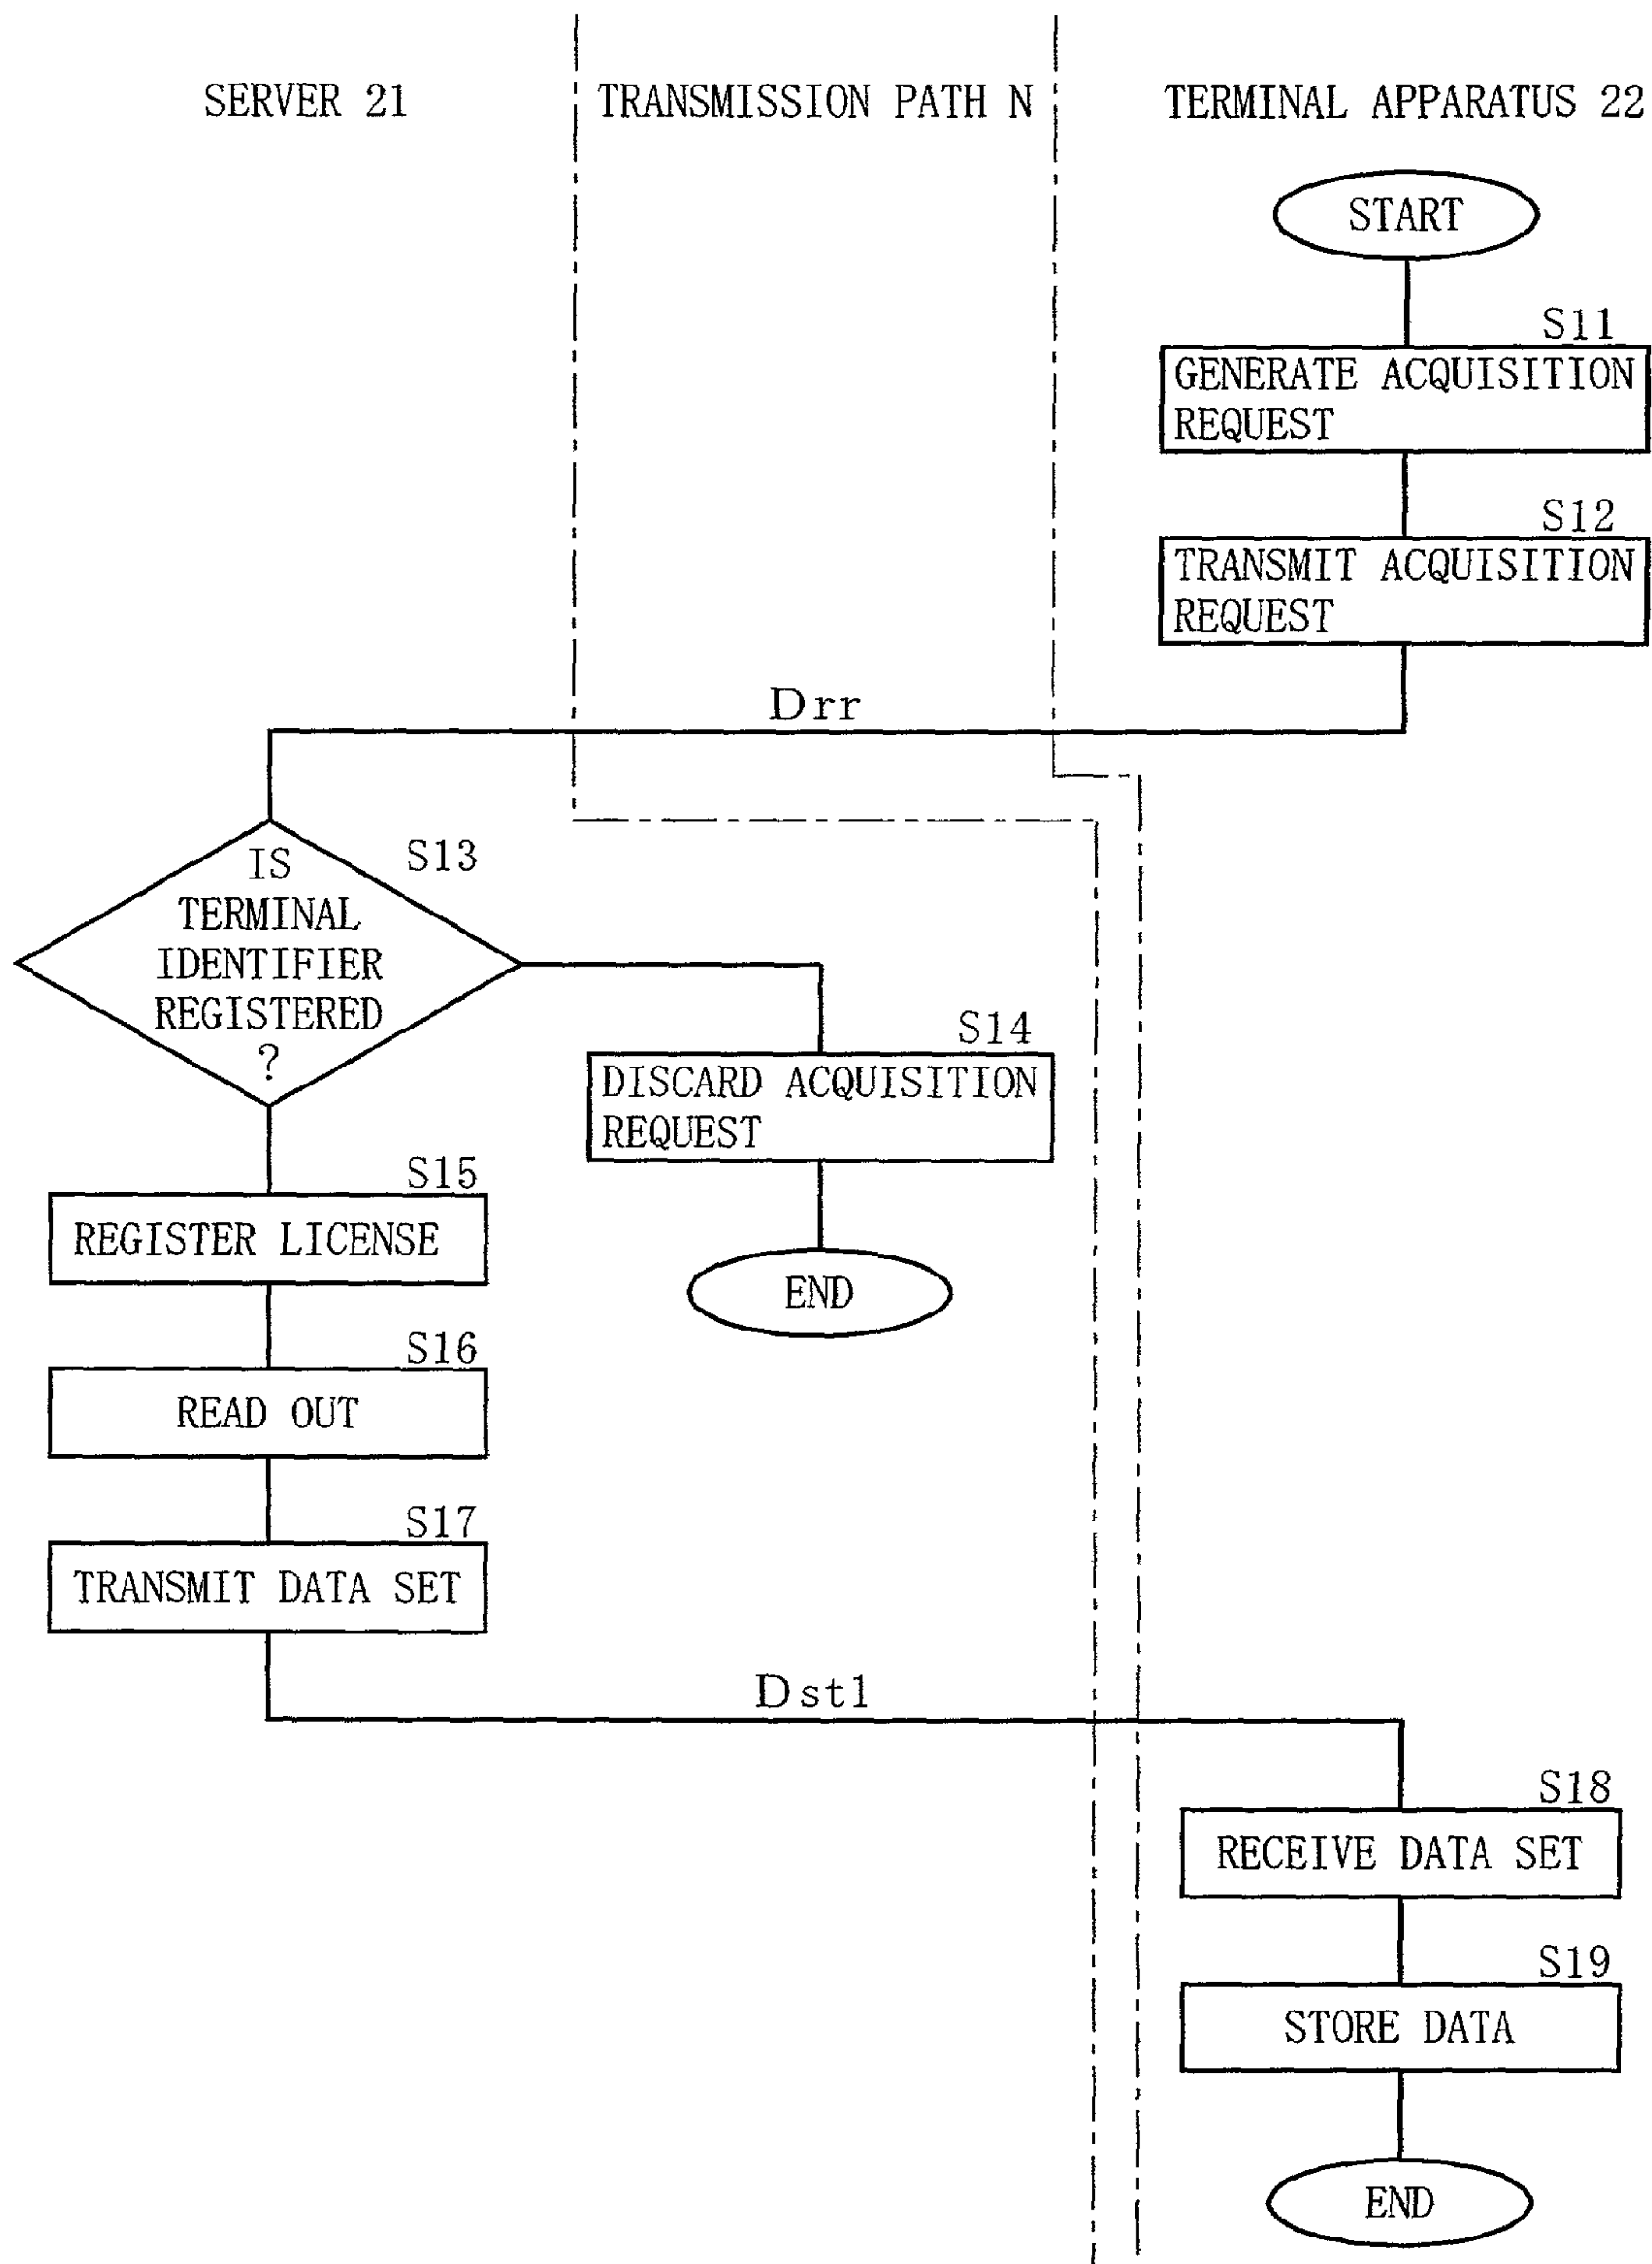 SERVER 21
TRANSMISSION PATH N
TERMINAL APPARATUS 22
START
S11
GENERATE ACQUISITION
REQUEST
S12
TRANSMIT ACQUISITION
REQUEST
Drr
S13
IS
TERMINAL
IDENTIFIER
REGISTERED
?
S14
DISCARD ACQUISITION
REQUEST
END
S15
REGISTER LICENSE
S16
READ OUT
S17
TRANSMIT DATA SET
Dst1
S18
RECEIVE DATA SET
S19
STORE DATA
END